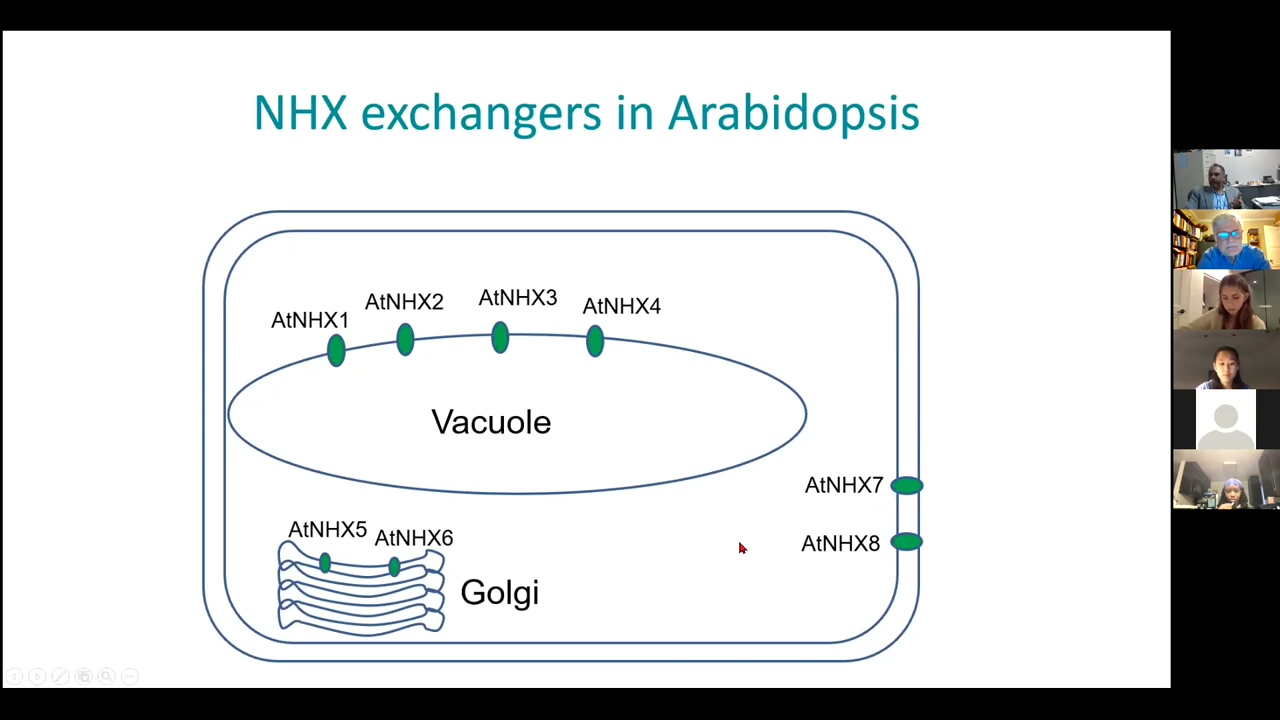 NHX exchangers in Arabidopsis
AtNHX1
AtNHX2
AtNHX3
AtNHX4
Vacuole
AtNHX7
AtNHX8
AtNHX5
AtNHX6
Golgi